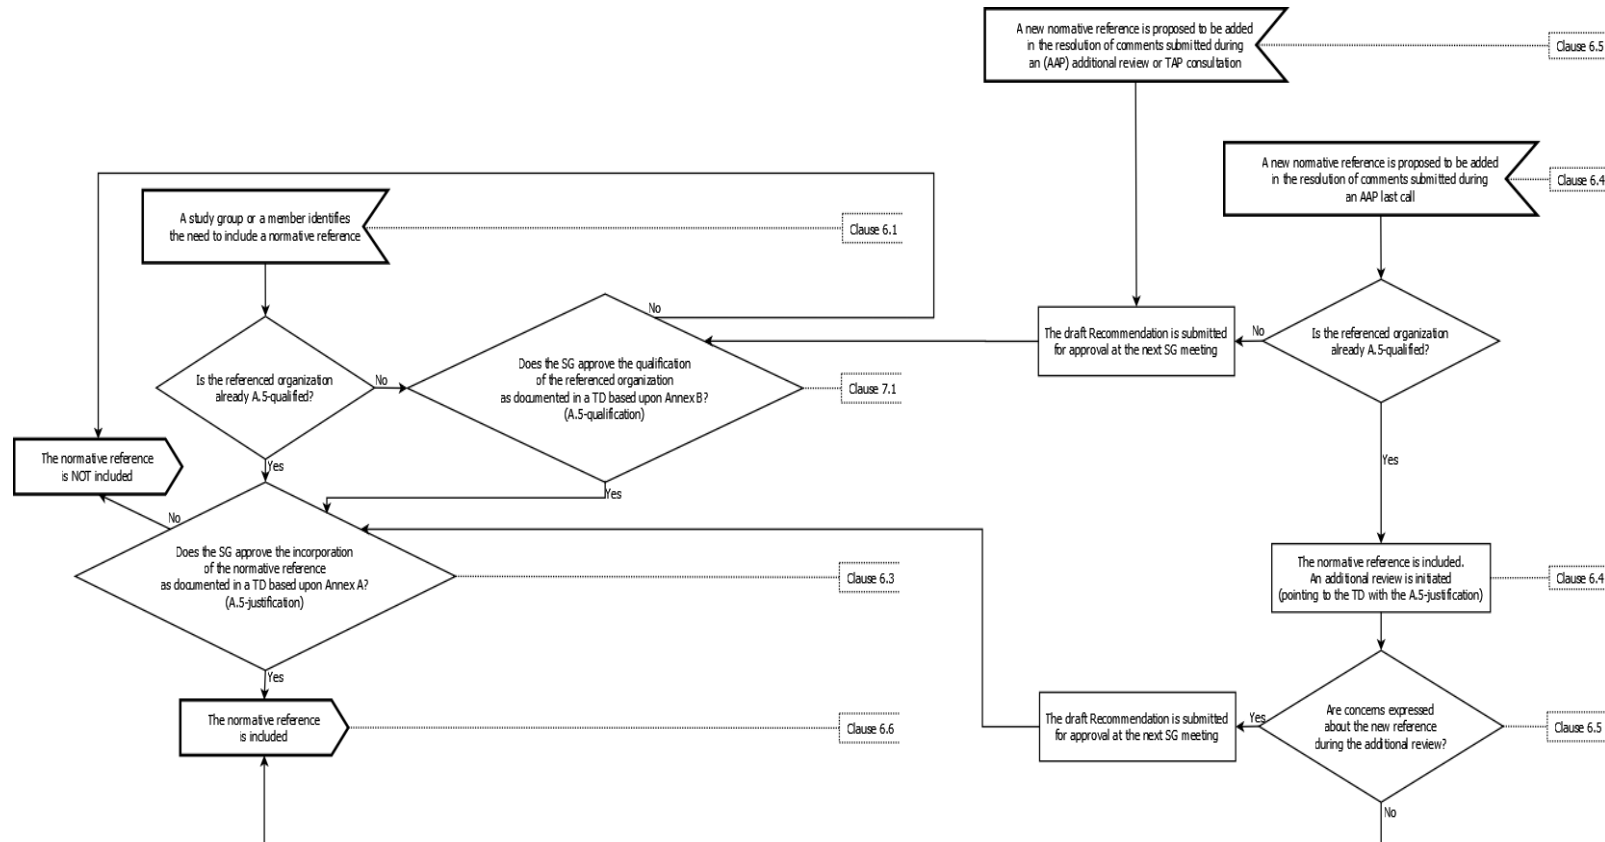 A new normative reference is proposed to be added
in the resolution of comments submitted during
an (AAP) additional review or TAP consultation
Clause 6.5
A new normative reference is proposed to be added
in the resolution of comments submitted during
an AAP last call
Clause 6.4
A study group or a member identifies
the need to include a normative reference
Clause 6.1
No
Does the SG approve the qualification
of the referenced organization
as documented in a TD based upon Annex B?
(A.5-qualification)
The draft Recommendation is submitted
for approval at the next SG meeting
No
Is the referenced organization
already A.5-qualified?
Is the referenced organization
already A.5-qualified?
No
Clause 7.1
The normative reference
is NOT included
Yes
Yes
Yes
No
Does the SG approve the incorporation
of the normative reference
as documented in a TD based upon Annex A?
(A.5-justification)
Clause 6.3
The normative reference is included.
An additional review is initiated
(pointing to the TD with the A.5-justification)
Clause 6.4
Yes
The normative reference
is included
Clause 6.6
The draft Recommendation is submitted
for approval at the next SG meeting
Yes
Are concerns expressed
about the new reference
during the additional review?
Clause 6.5
No